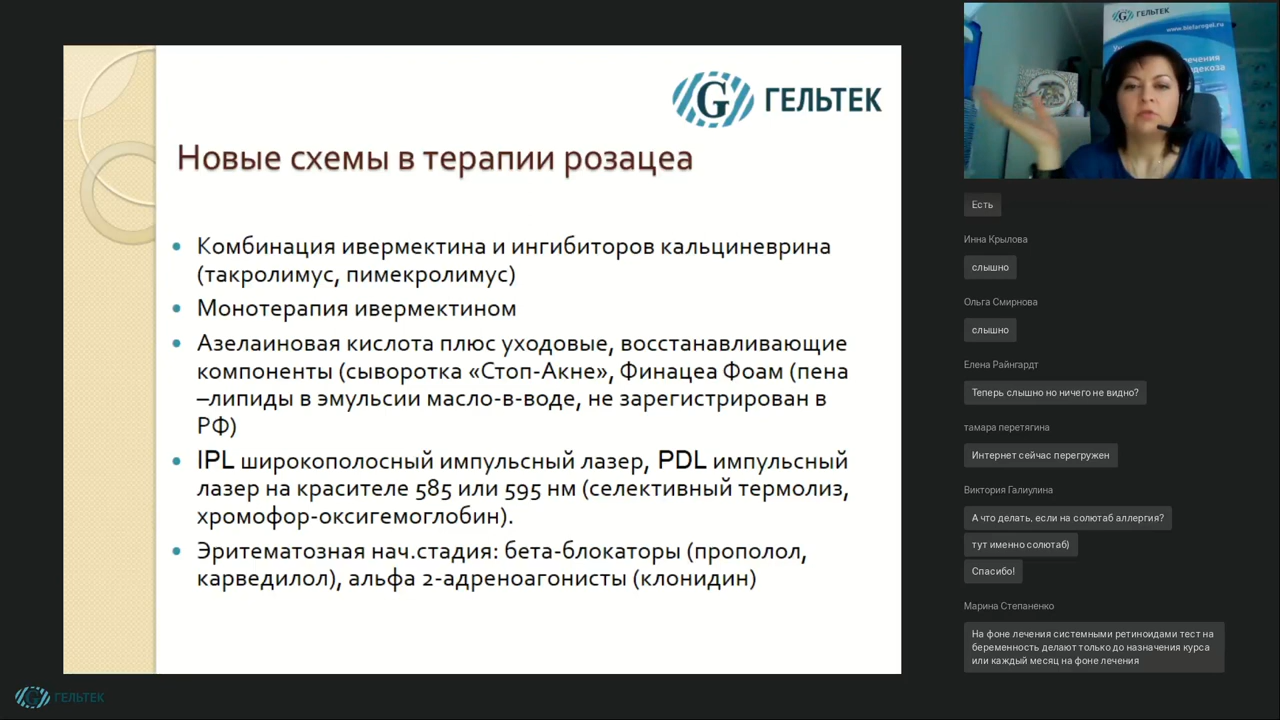 ГЕЛЬТЕК
Новые схемы в терапии розацеа
Комбинация ивермектина и ингибиторов кальциневрина
(такролимус, пимекролимус)
Монотерапия ивермектином
Азелаиновая кислота плюс уходовые, восстанавливающие
компоненты (сыворотка «Стоп-Акне», Финацеа Фоам (пена
–липиды в эмульсии масло-в-воде, не зарегистрирован в
РФ)
IPL широкополосный импульсный лазер, PDL импульсный
лазер на красителе 585 или 595 нм (селективный термолиз,
хромофор-оксигемоглобин).
Эритематозная нач.стадия: бета-блокаторы (прополол,
карведилол), альфа 2-адреноагонисты (клонидин)
ГЕЛЬТЕК
ГЕЛЬТЕК
Есть
Инна Крылова
слышно
Ольга Смирнова
слышно
Елена Райнгардт
Теперь слышно но ничего не видно?
тамара перетягина
Интернет сейчас перегружен
Виктория Галиулина
А что делать, если на солютаб аллергия?
тут именно солютаб)
Спасибо!
Марина Степаненко
На фоне лечения системными ретиноидами тест на
беременность делают только до назначения курса
или каждый месяц на фоне лечения